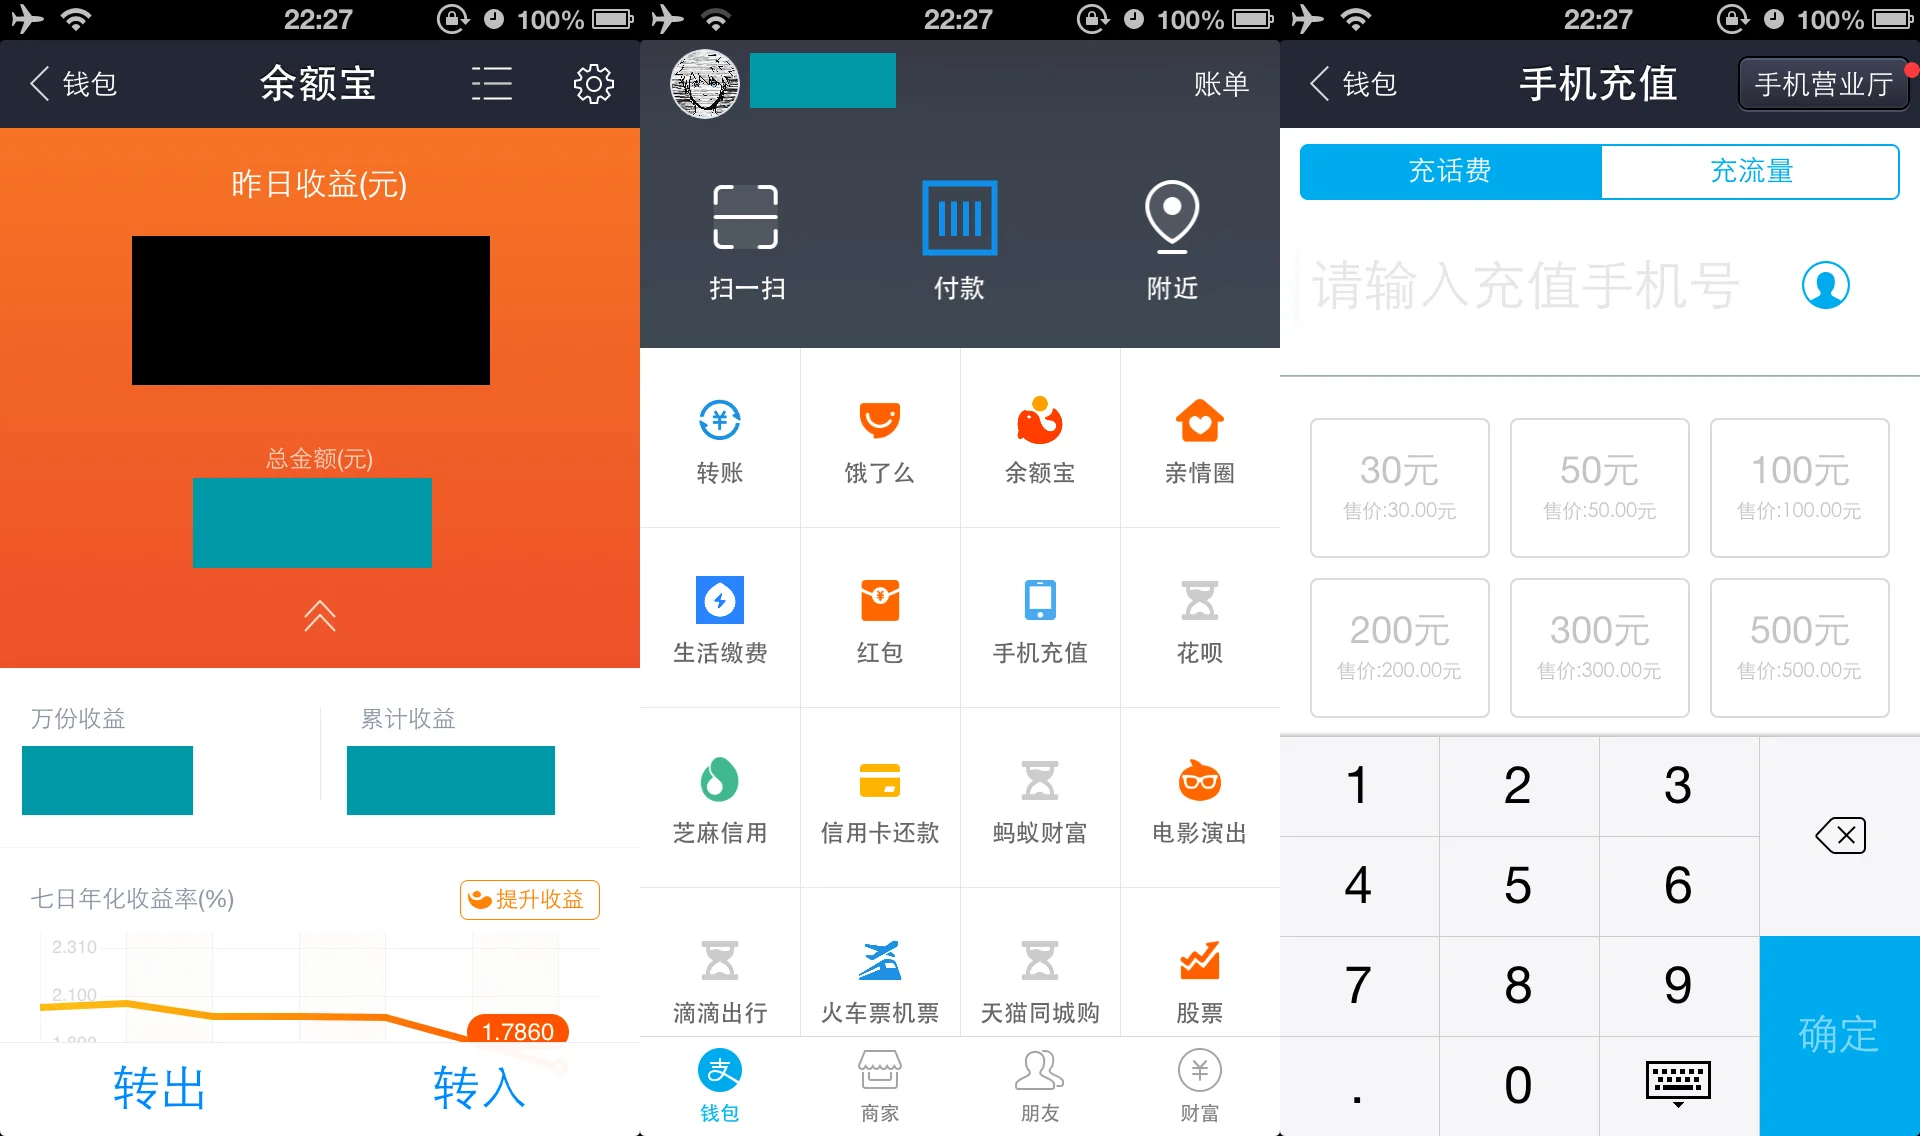 22:27
100%
钱包
余额宝
昨日收益(元)
总金额(元)
万份收益
累计收益
七日年化收益率(%)
提升收益
2.310
2.100
1.890
1.7860
转出
转入
22:27
100%
账单
扫一扫
付款
附近
转账
饿了么
余额宝
亲情圈
生活缴费
红包
手机充值
花呗
芝麻信用
信用卡还款
蚂蚁财富
电影演出
滴滴出行
火车票机票
天猫同城购
股票
支
钱包
商家
朋友
财富
22:27
100%
钱包
手机充值
手机营业厅
充话费
充流量
请输入充值手机号
30元
售价:30.00元
50元
售价:50.00元
100元
售价:100.00元
200元
售价:200.00元
300元
售价:300.00元
500元
售价:500.00元
1
2
3
4
5
6
7
8
9
.
0
确定